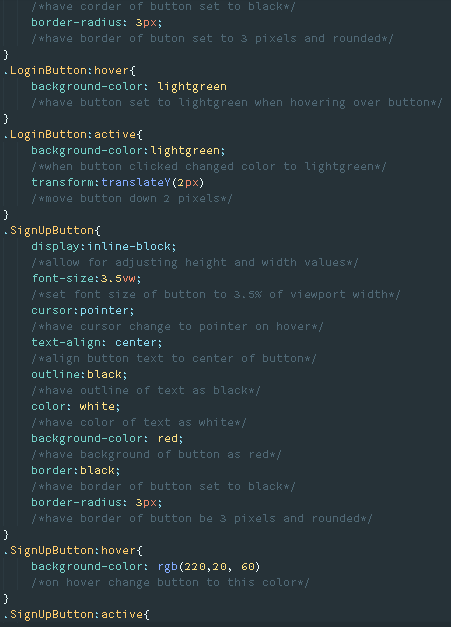 /*have corder of button set to black*/
border-radius: 3px;
/*have border of buton set to 3 pixels and rounded*/
}
.LoginButton:hover{
background-color: lightgreen
/*have button set to lightgreen when hovering over button*/
}
.LoginButton:active{
background-color:lightgreen;
/*when button clicked changed color to lightgreen*/
transform:translateY(2px)
/*move button down 2 pixels*/
}
.SignUpButton{
display:inline-block;
/*allow for adjusting height and width values*/
font-size:3.5vw;
/*set font size of button to 3.5% of viewport width*/
cursor:pointer;
/*have cursor change to pointer on hover*/
text-align: center;
/*align button text to center of button*/
outline:black;
/*have outline of text as black*/
color: white;
/*have color of text as white*/
background-color: red;
/*have background of button as red*/
border:black;
/*have border of button set to black*/
border-radius: 3px;
/*have border of button be 3 pixels and rounded*/
}
.SignUpButton:hover{
background-color: rgb(220,20, 60)
/*on hover change button to this color*/
}
.SignUpButton:active{